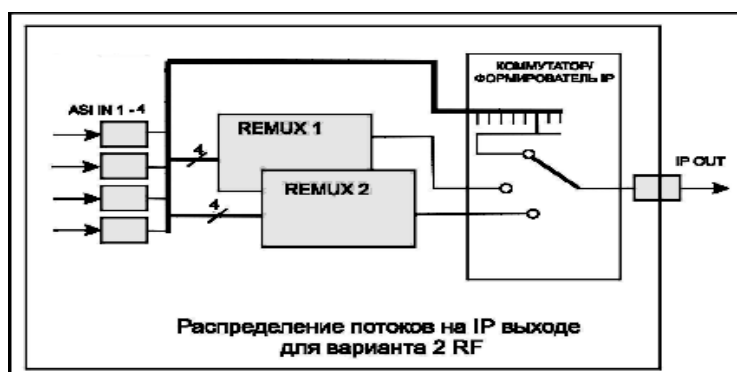 КОММУТАТОР/
ФОРМИРОВАТЕЛЬ IP
ASI IN 1 - 4
REMUX 1
4
IP OUT
REMUX 2
4
Распределение потоков на IP выходе
для варианта 2 RF